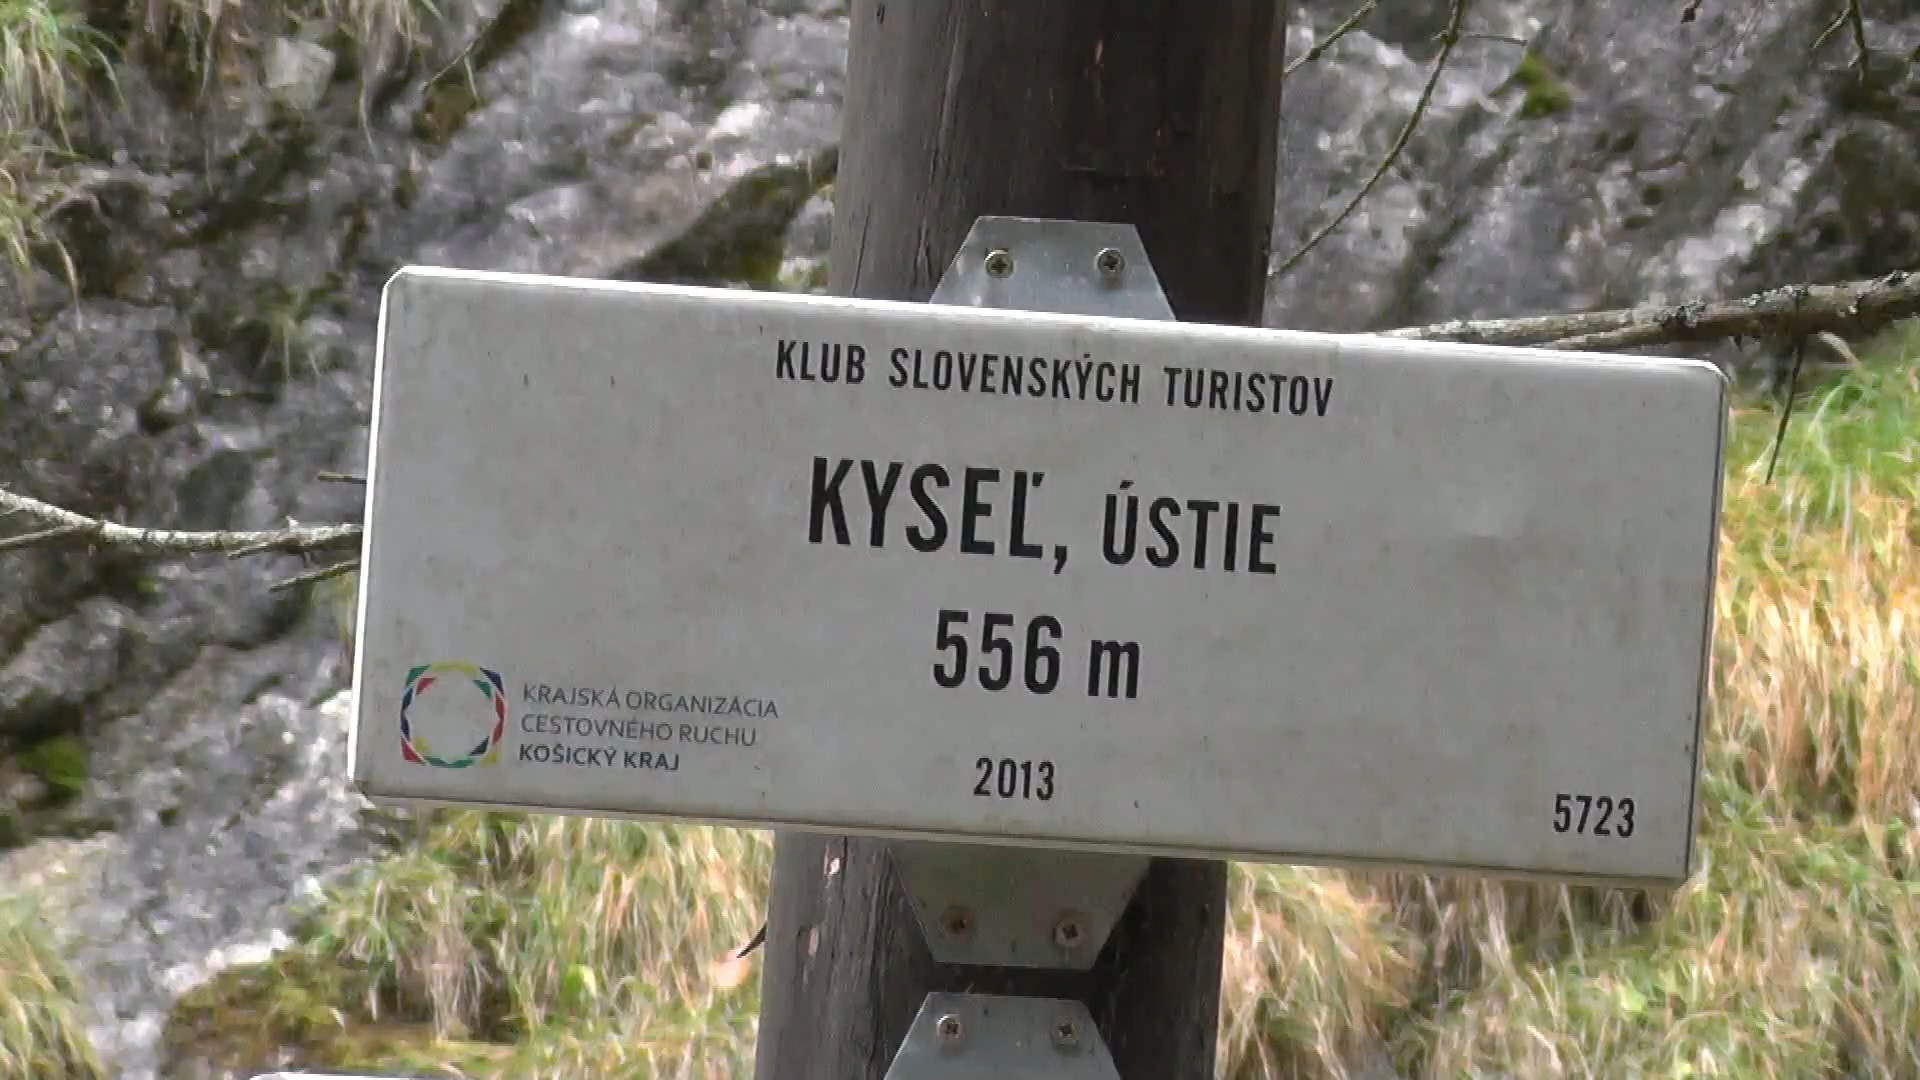 KLUB SLOVENSKÝCH TURISTOV
KYSEĽ, ÚSTIE
556 m
KRAJSKÁ ORGANIZÁCIA
CESTOVNÉHO RUCHU
KOŠICKÝ KRAJ
2013
5723